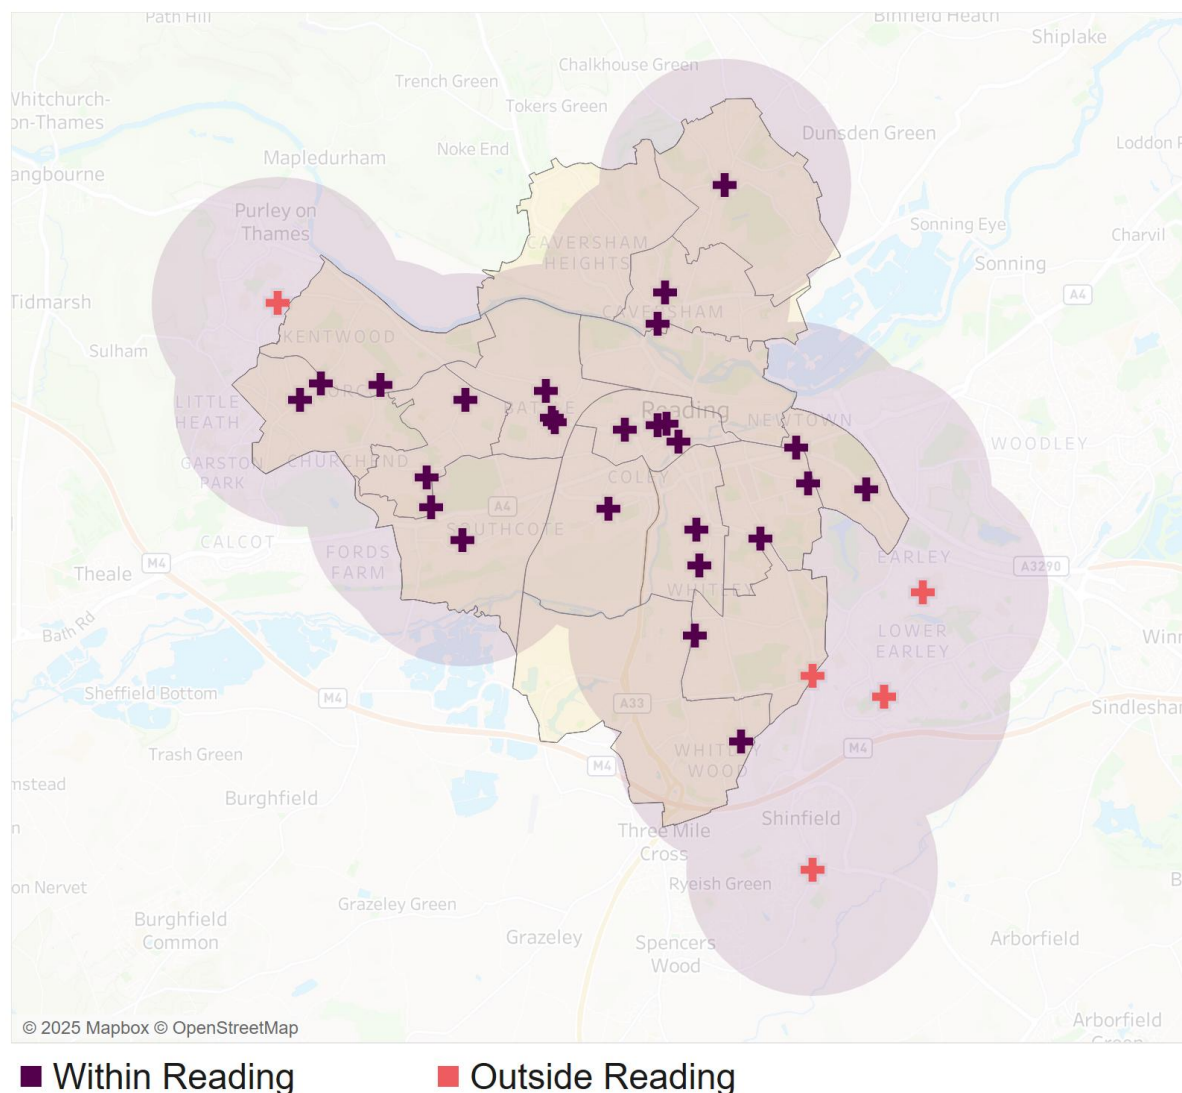 Path Hill
Binfield Heath
Shiplake
Chalkhouse Green
Trench Green
Whitchurch-
on-Thames
Tokers Green
Dunsden Green
Loddon
Noke End
Mapledurham
angbourne
Purley on
Thames
Sonning Eye
Charvil
CAVERSHAM
HEIGHTS
Sonning
Tidmarsh
A4
CAVERSHAM
KENTWOOD
Sulham
LITTLE
HEATH
BATTLE
Reading
NEWTOWN
WOODLEY
GARSTON
PARK
CHURCHEND
COLEY
A4
SOUTHCOTE
CALCOT
FORDS
FARM
EARLEY
M4
Theale
A3290
WHITLEY
Bath Rd
LOWER
EARLEY
Winn
Sheffield Bottom
M4
A33
Sindlesha
Trash Green
WHITLEY
WOOD
M4
M4
mstead
Burghfield
Shinfield
Three Mile
Cross
on Nervet
Ryeish Green
Grazeley Green
Burghfield
Common
Grazeley
Spencers
Wood
Arborfield
Arborfield
© 2025 Mapbox © OpenStreetMap
Within Reading
Outside Reading